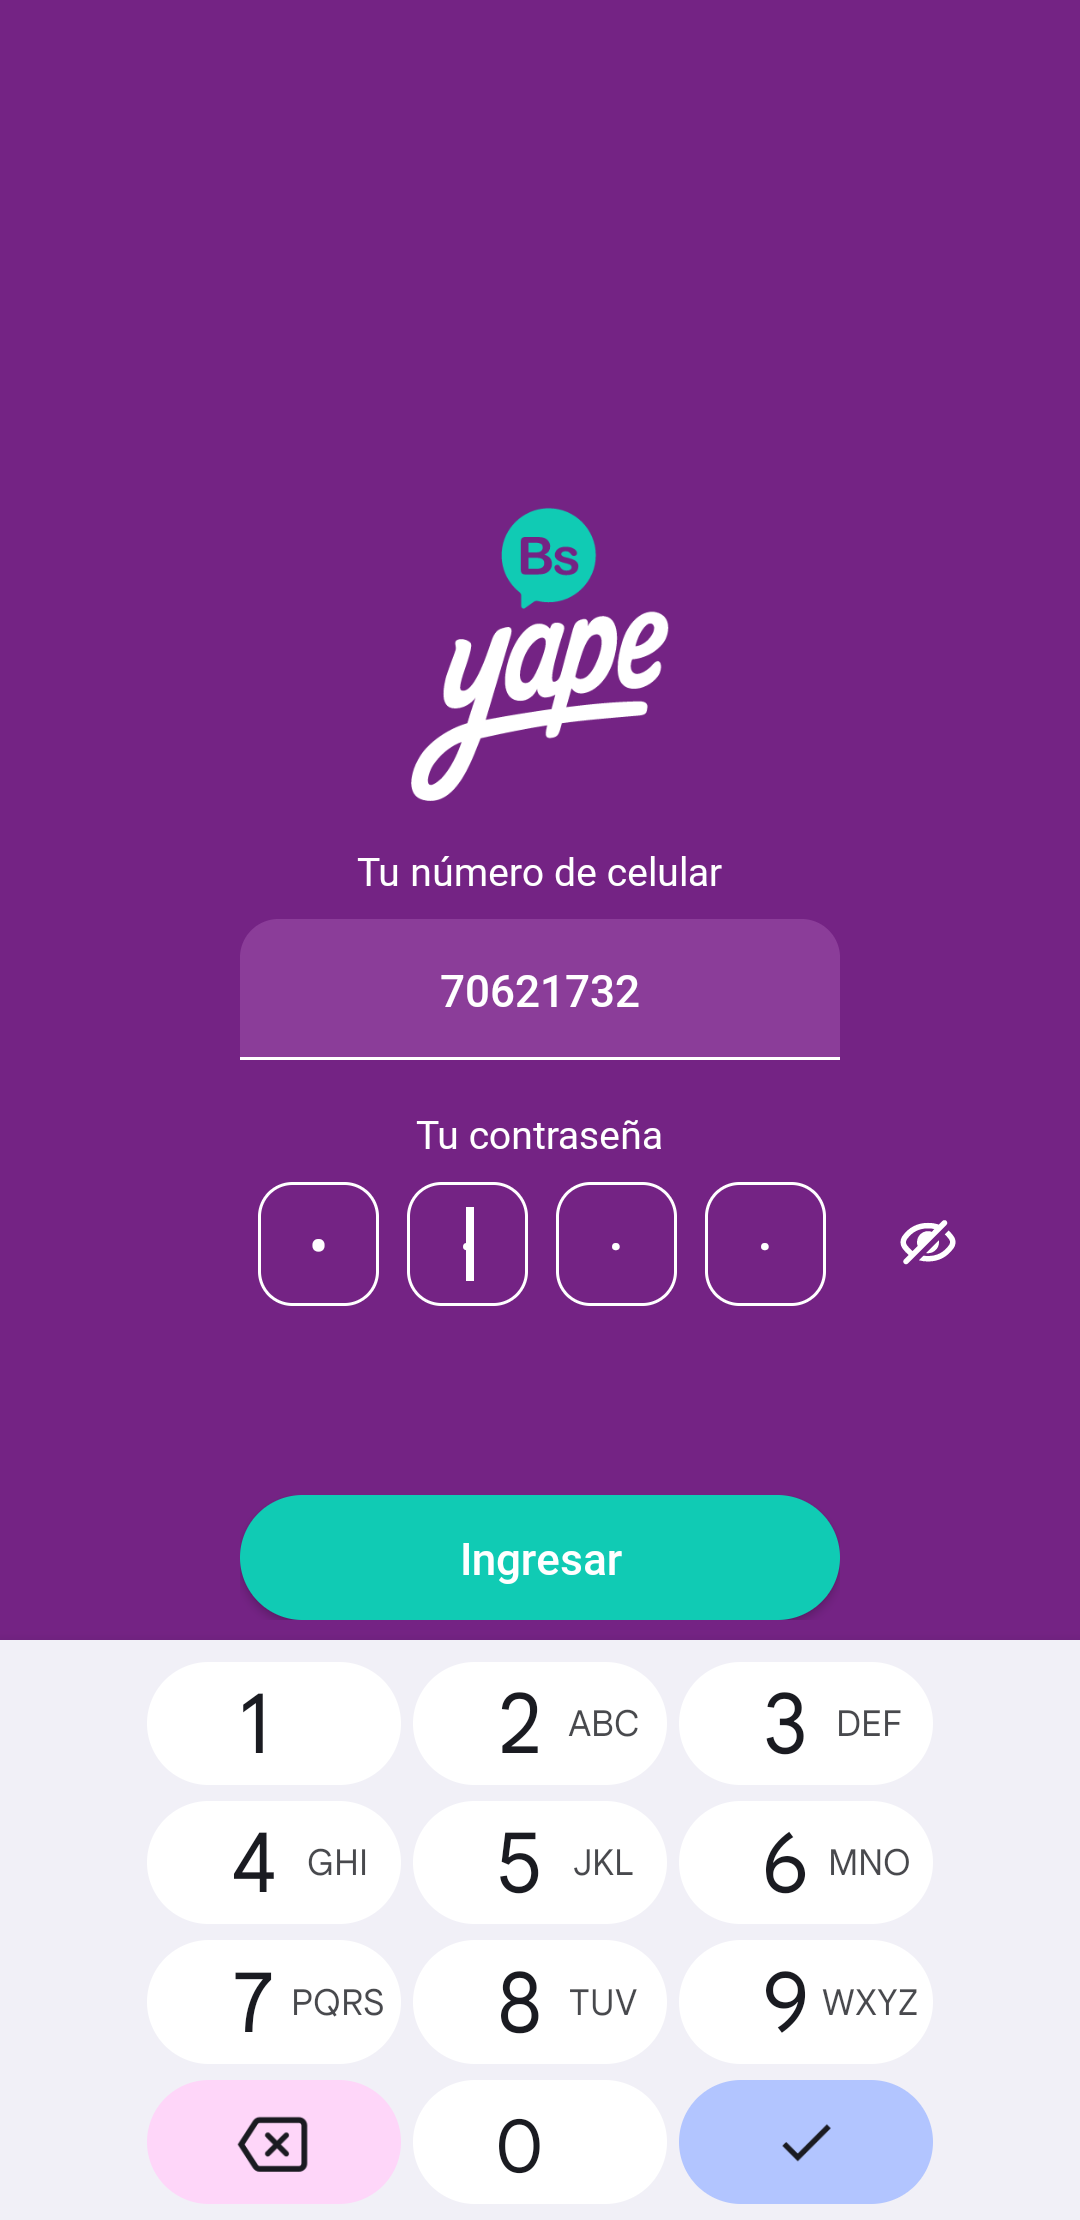 Bs
yape
Tu número de celular
70621732
Tu contraseña
Ingresar
1
2 ABC
3 DEF
4 GHI
5 JKL
6 MNO
7 PQRS
8 TUV
9 WXYZ
0